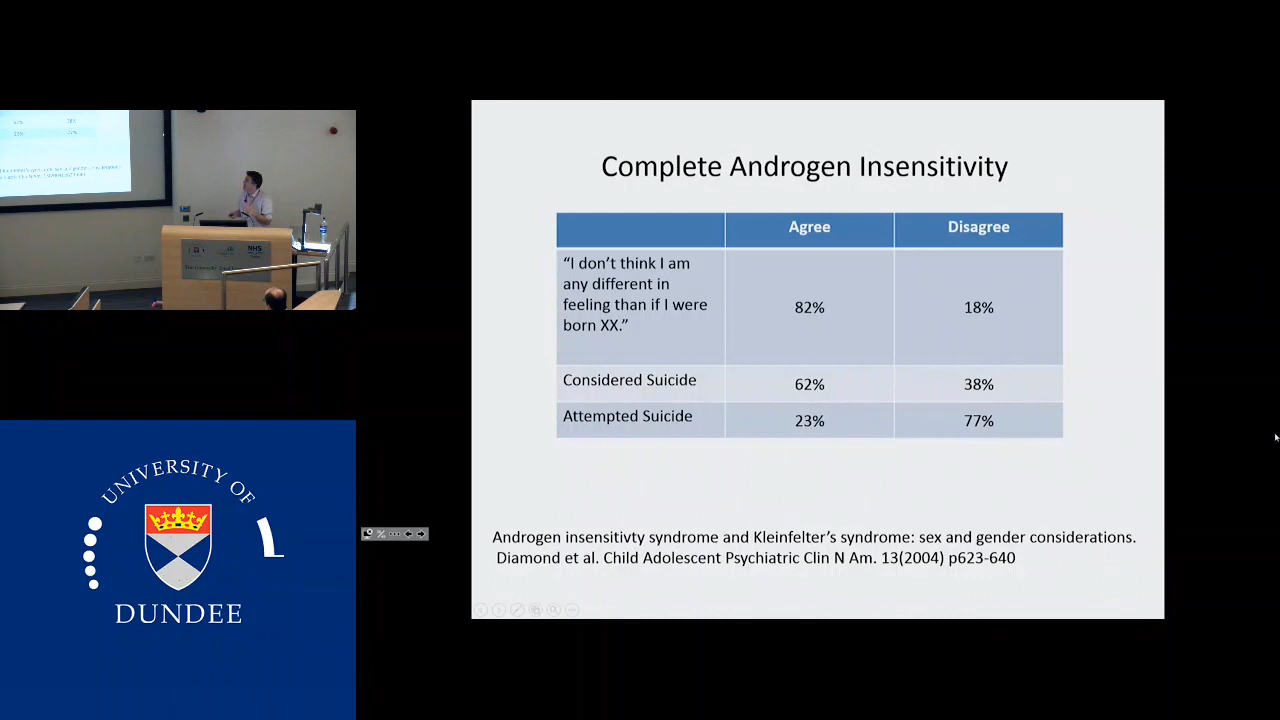 Complete Androgen Insensitivity
Agree
Disagree
“I don’t think I am
any different in
feeling than if I were
born XX.”
82%
18%
Considered Suicide
62%
38%
Attempted Suicide
23%
77%
Androgen insensitivty syndrome and Kleinfelter’s syndrome: sex and gender considerations.
Diamond et al. Child Adolescent Psychiatric Clin N Am. 13(2004) p623-640
NHS
UNIVERSITY OF
DUNDEE